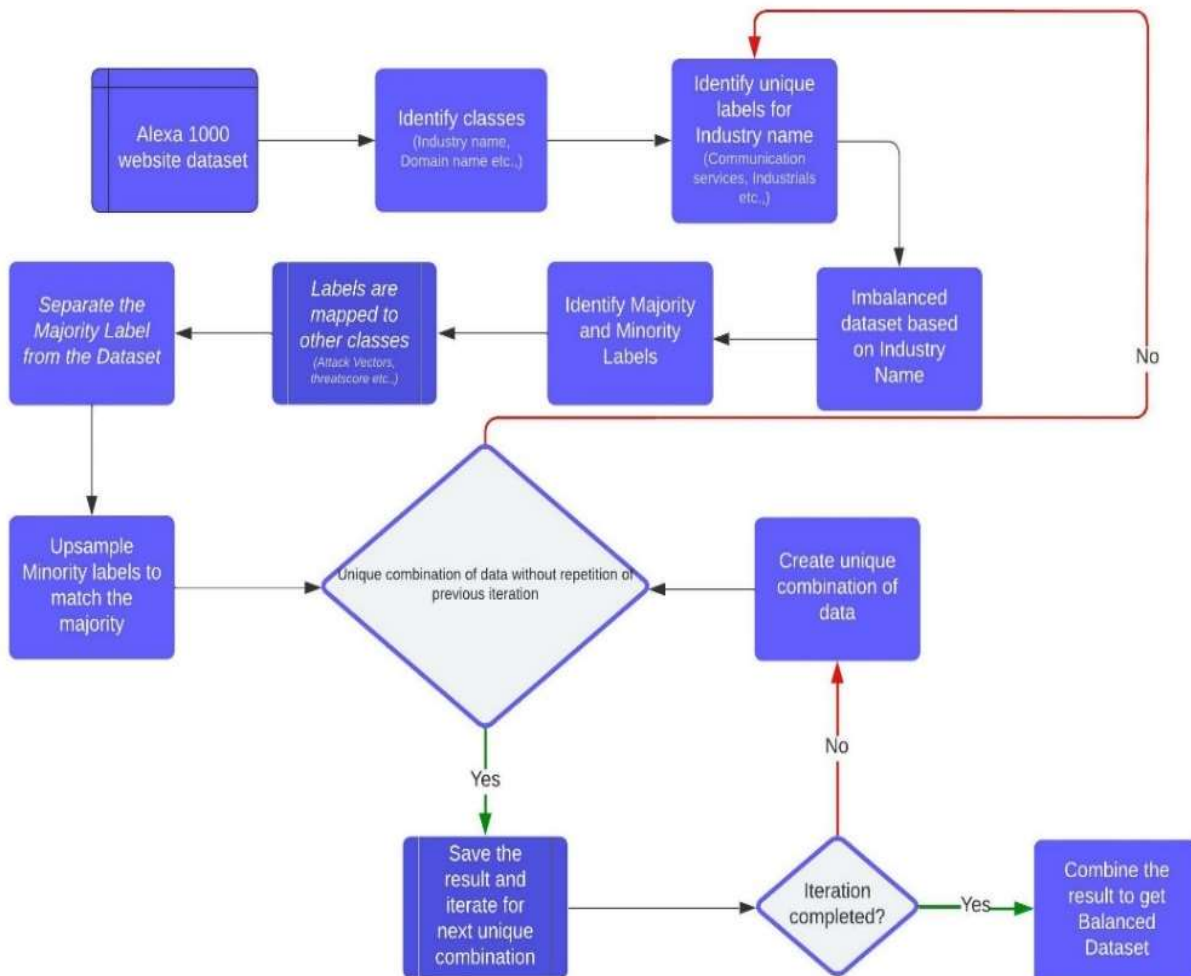 Alexa 1000
website dataset
Identify classes
(Industry name,
Domain name etc.,)
Identify unique
labels for
Industry name
(Communication
services, Industrials
etc.,)
Separate the
Majority Label
from the Dataset
Labels are
mapped to
other classes
(Attack Vectors,
threatscore etc.,)
Identify Majority
and Minority
Labels
Imbalanced
dataset based
on Industry
Name
No
Upsample
Minority labels to
match the
majority
Unique combination of data without repetition of
previous iteration
Create unique
combination of
data
No
Yes
Save the
result and
iterate for
next unique
combination
Iteration
completed?
Yes
Combine the
result to get
Balanced
Dataset